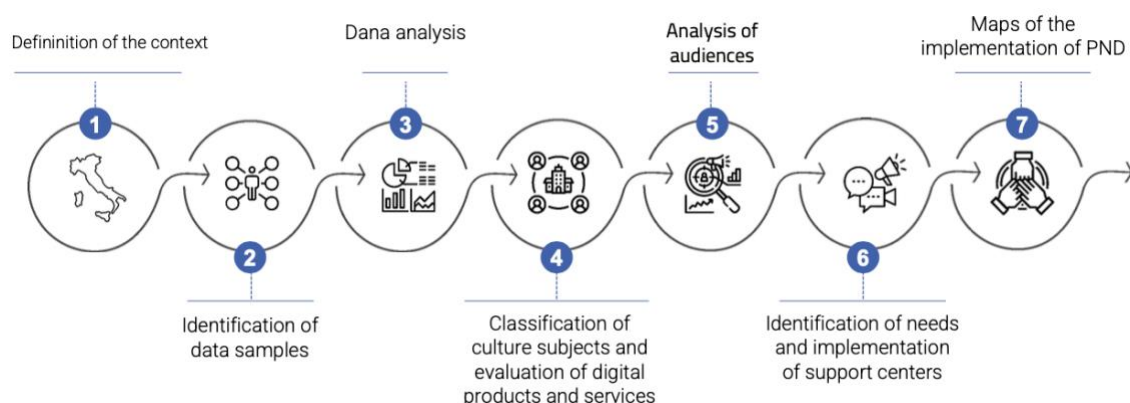 Defininition of the context
1
2
Identification of
data samples
Dana analysis
3
4
Classification of
culture subjects and
evaluation of digital
products and services
Analysis of
audiences
5
6
Identification of needs
and implementation
of support centers
Maps of the
implementation of PND
7